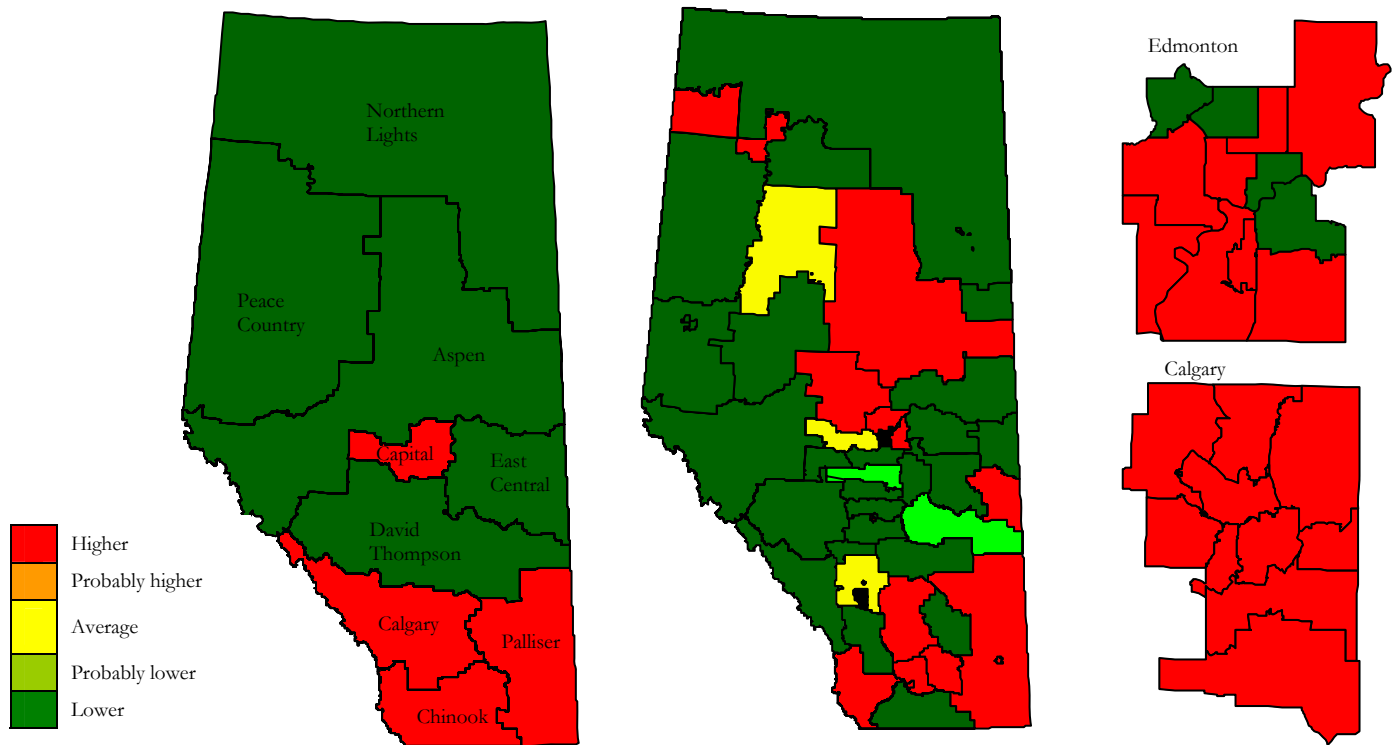 Northern
Lights
Peace
Country
Aspen
Capital
East
Central
David
Thompson
Calgary
Palliser
Chinook
Higher
Probably higher
Average
Probably lower
Lower
Edmonton
Calgary